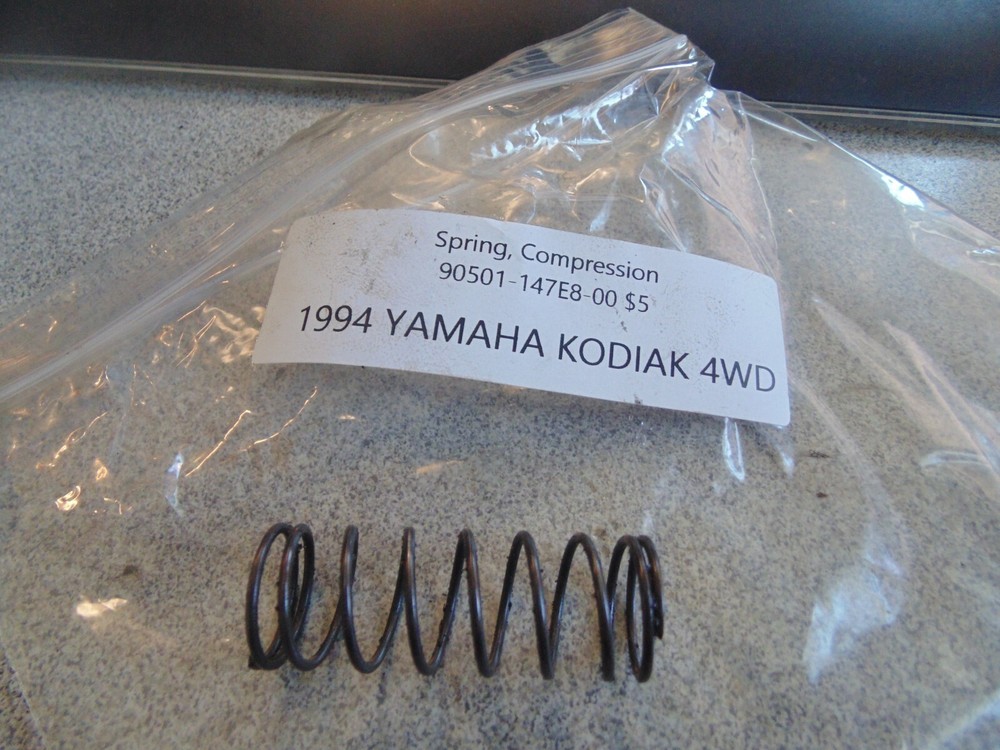 Spring, Compression
90501-147E8-00 $5
1994 YAMAHA KODIAK 4WD